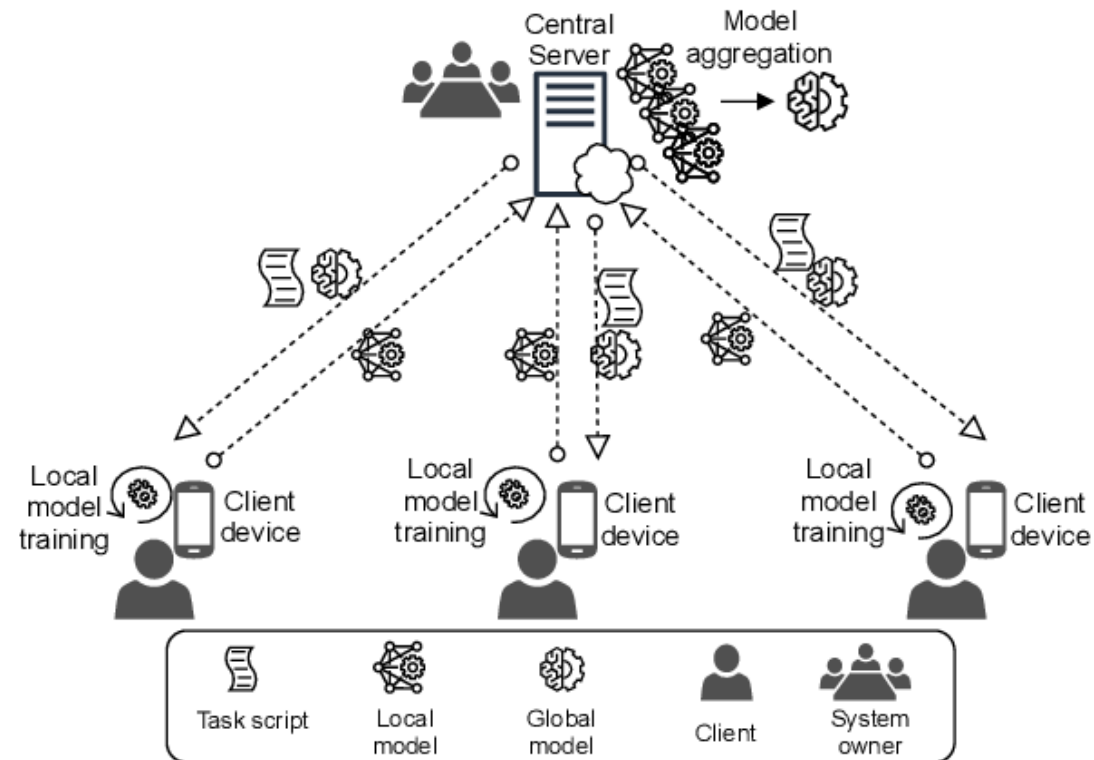 Central
Server
Model
aggregation
Local
model
training
Client
device
Local
model
training
Client
device
Local
model
training
Client
device
Task script
Local
model
Global
model
Client
System
owner